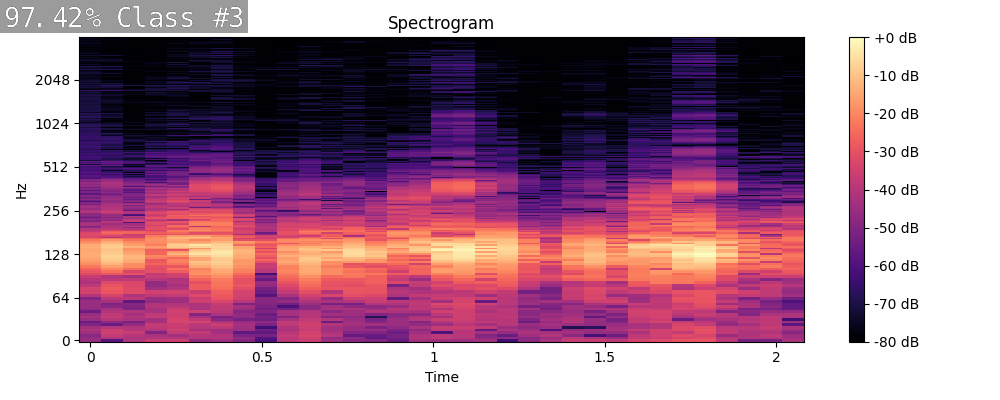 97.42% Class #3
Spectrogram
2048
1024
512
256
128
64
0
Hz
0
0.5
1
1.5
2
Time
+0 dB
-10 dB
-20 dB
-30 dB
-40 dB
-50 dB
-60 dB
-70 dB
-80 dB